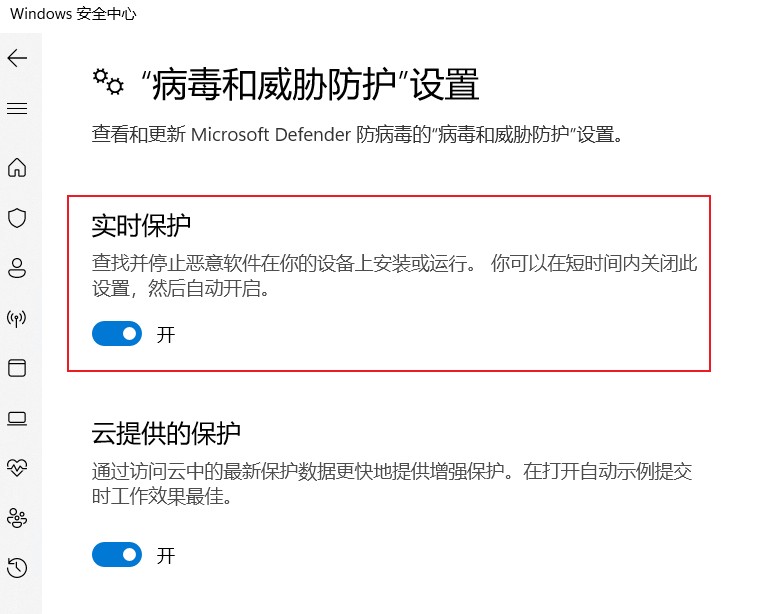 Windows 安全中心
“病毒和威胁防护”设置
查看和更新 Microsoft Defender 防病毒的“病毒和威胁防护”设置。
实时保护
查找并停止恶意软件在你的设备上安装或运行。 你可以在短时间内关闭此
设置，然后自动开启。
开
云提供的保护
通过访问云中的最新保护数据更快地提供增强保护。在打开自动示例提交
时工作效果最佳。
开